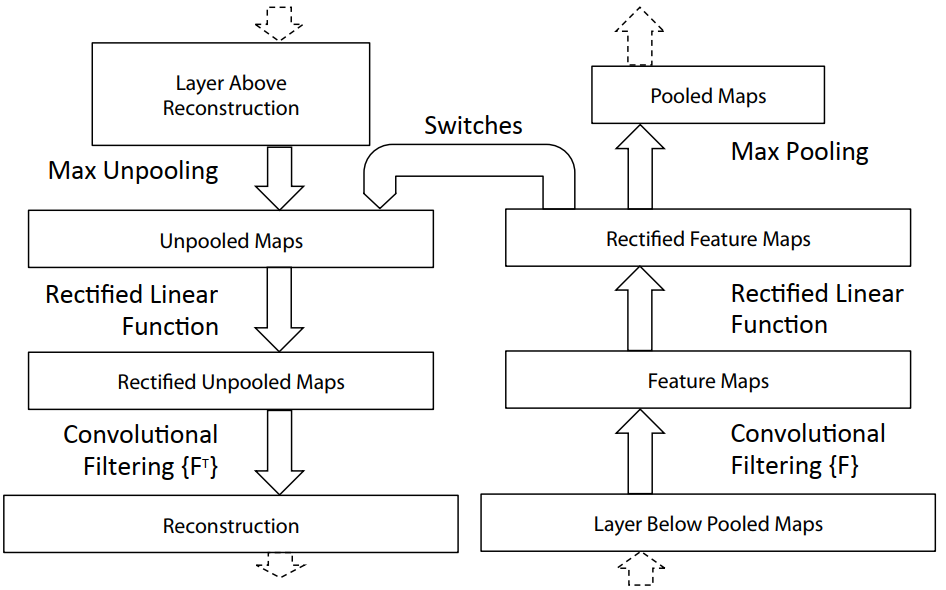 Layer Above
Reconstruction
Max Unpooling
Unpooled Maps
Rectified Linear
Function
Rectified Unpooled Maps
Convolutional
Filtering {Fᵀ}
Reconstruction
Switches
Pooled Maps
Max Pooling
Rectified Feature Maps
Rectified Linear
Function
Feature Maps
Convolutional
Filtering {F}
Layer Below Pooled Maps